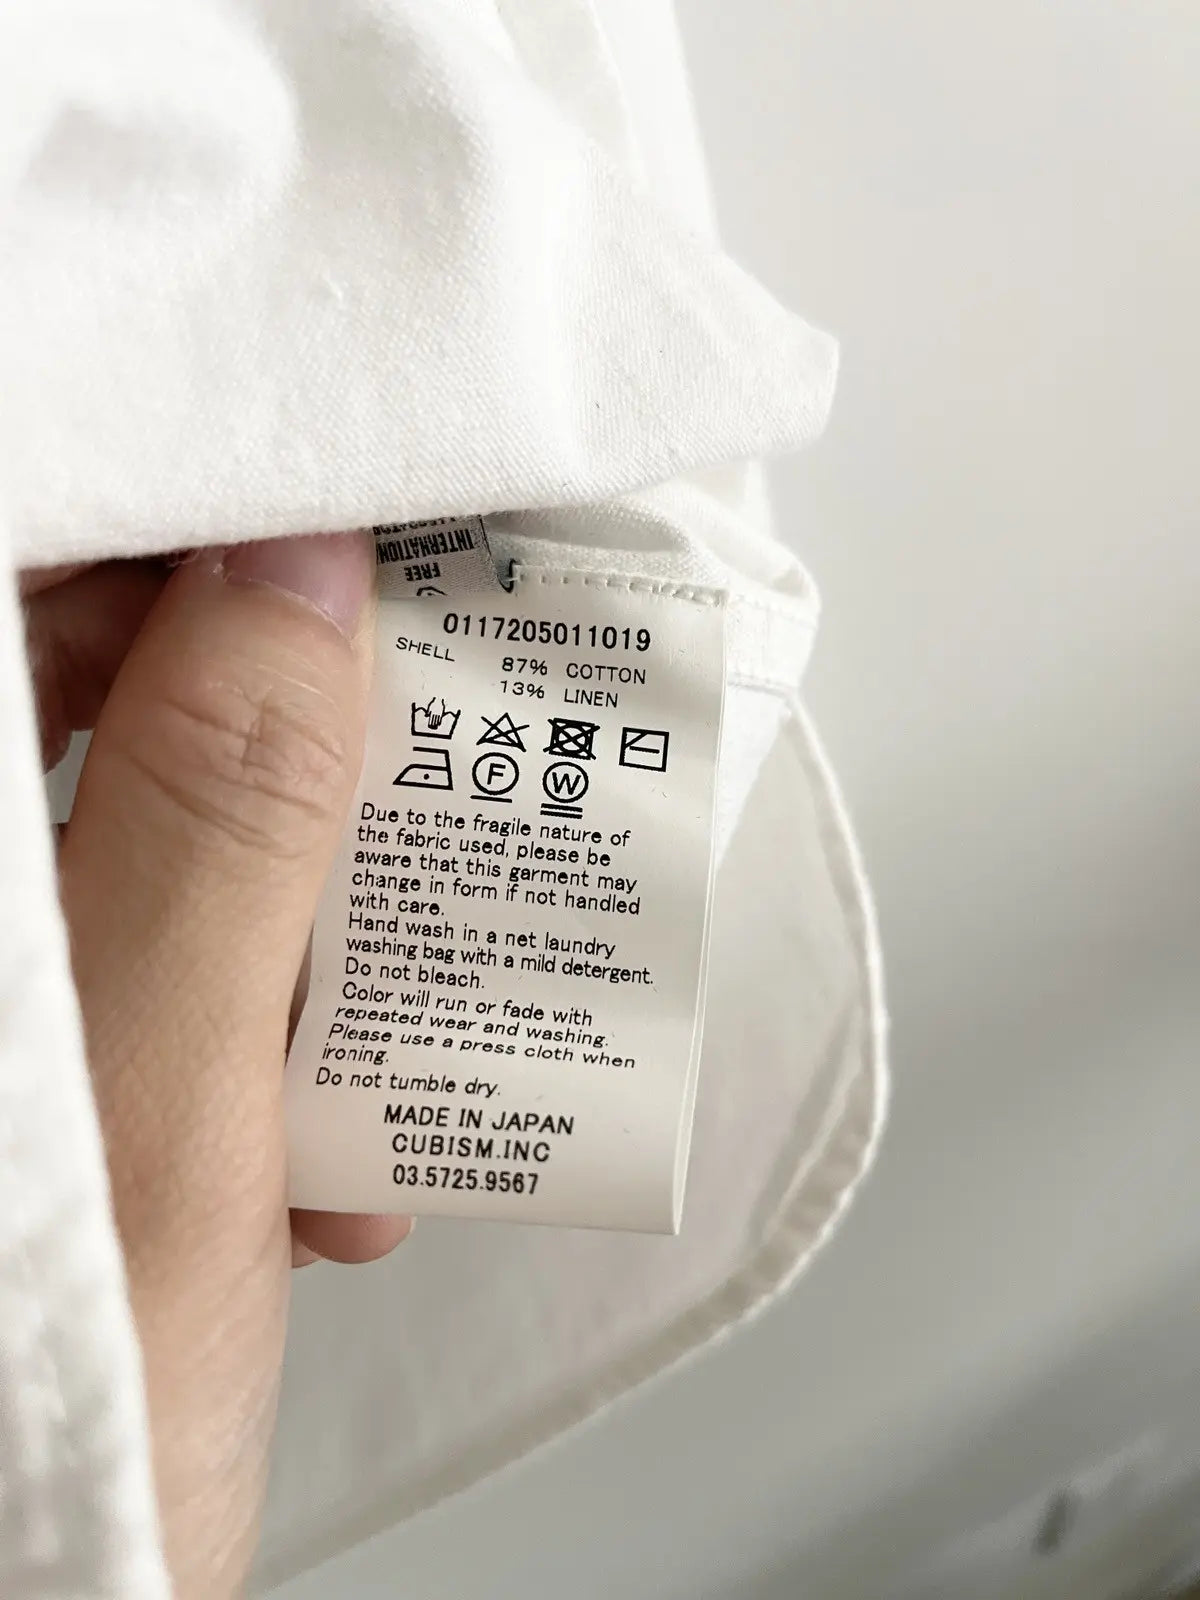 INTERNATION
FREE
0117205011019
SHELL 87% COTTON
13% LINEN
F W
Due to the fragile nature of
the fabric used, please be
aware that this garment may
change in form if not handled
with care.
Hand wash in a net laundry
washing bag with a mild detergent.
Do not bleach.
Color will run or fade with
repeated wear and washing.
Please use a press cloth when
ironing.
Do not tumble dry.
MADE IN JAPAN
CUBISM.INC
03.5725.9567